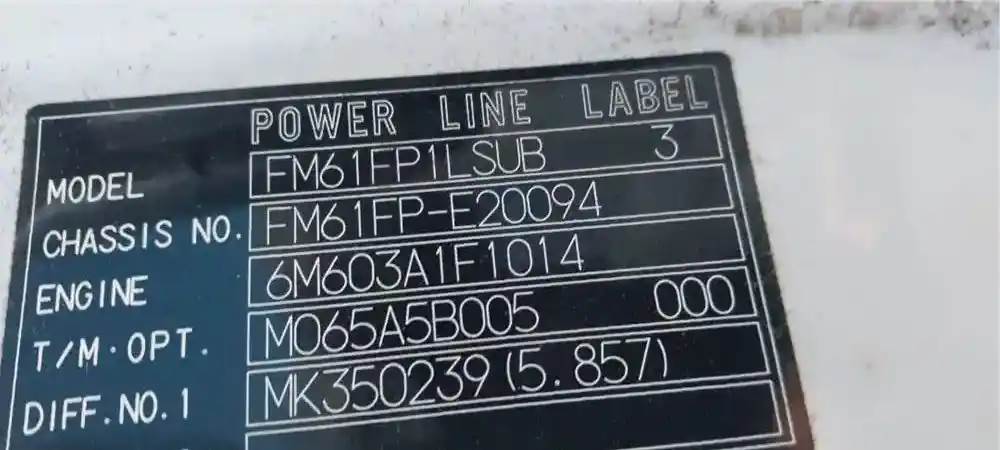 POWER LINE LABEL
MODEL FM61FP1LSUB 3
CHASSIS NO. FM61FP-E20094
ENGINE 6M603A1F1014
T/M·OPT. M065A5B005 000
DIFF.NO.1 MK350239(5.857)